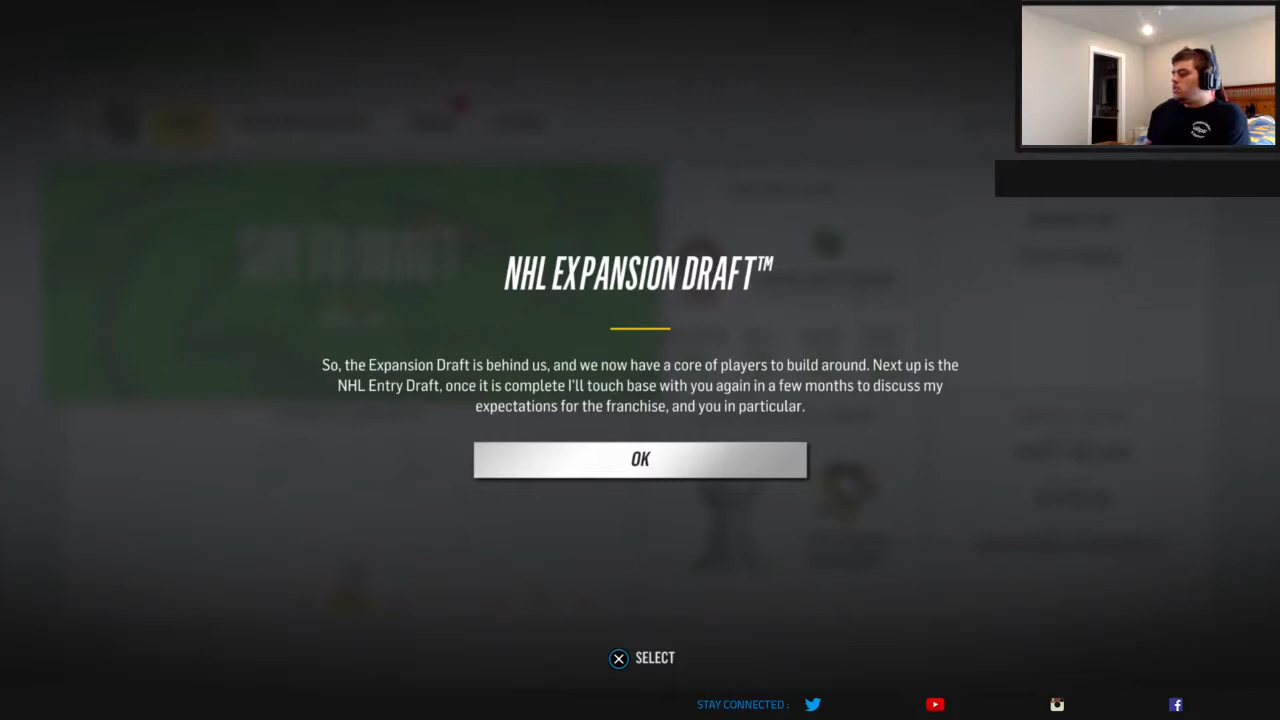 NHL EXPANSION DRAFT™
So, the Expansion Draft is behind us, and we now have a core of players to build around. Next up is the
NHL Entry Draft, once it is complete I'll touch base with you again in a few months to discuss my
expectations for the franchise, and you in particular.
OK
SELECT
STAY CONNECTED :